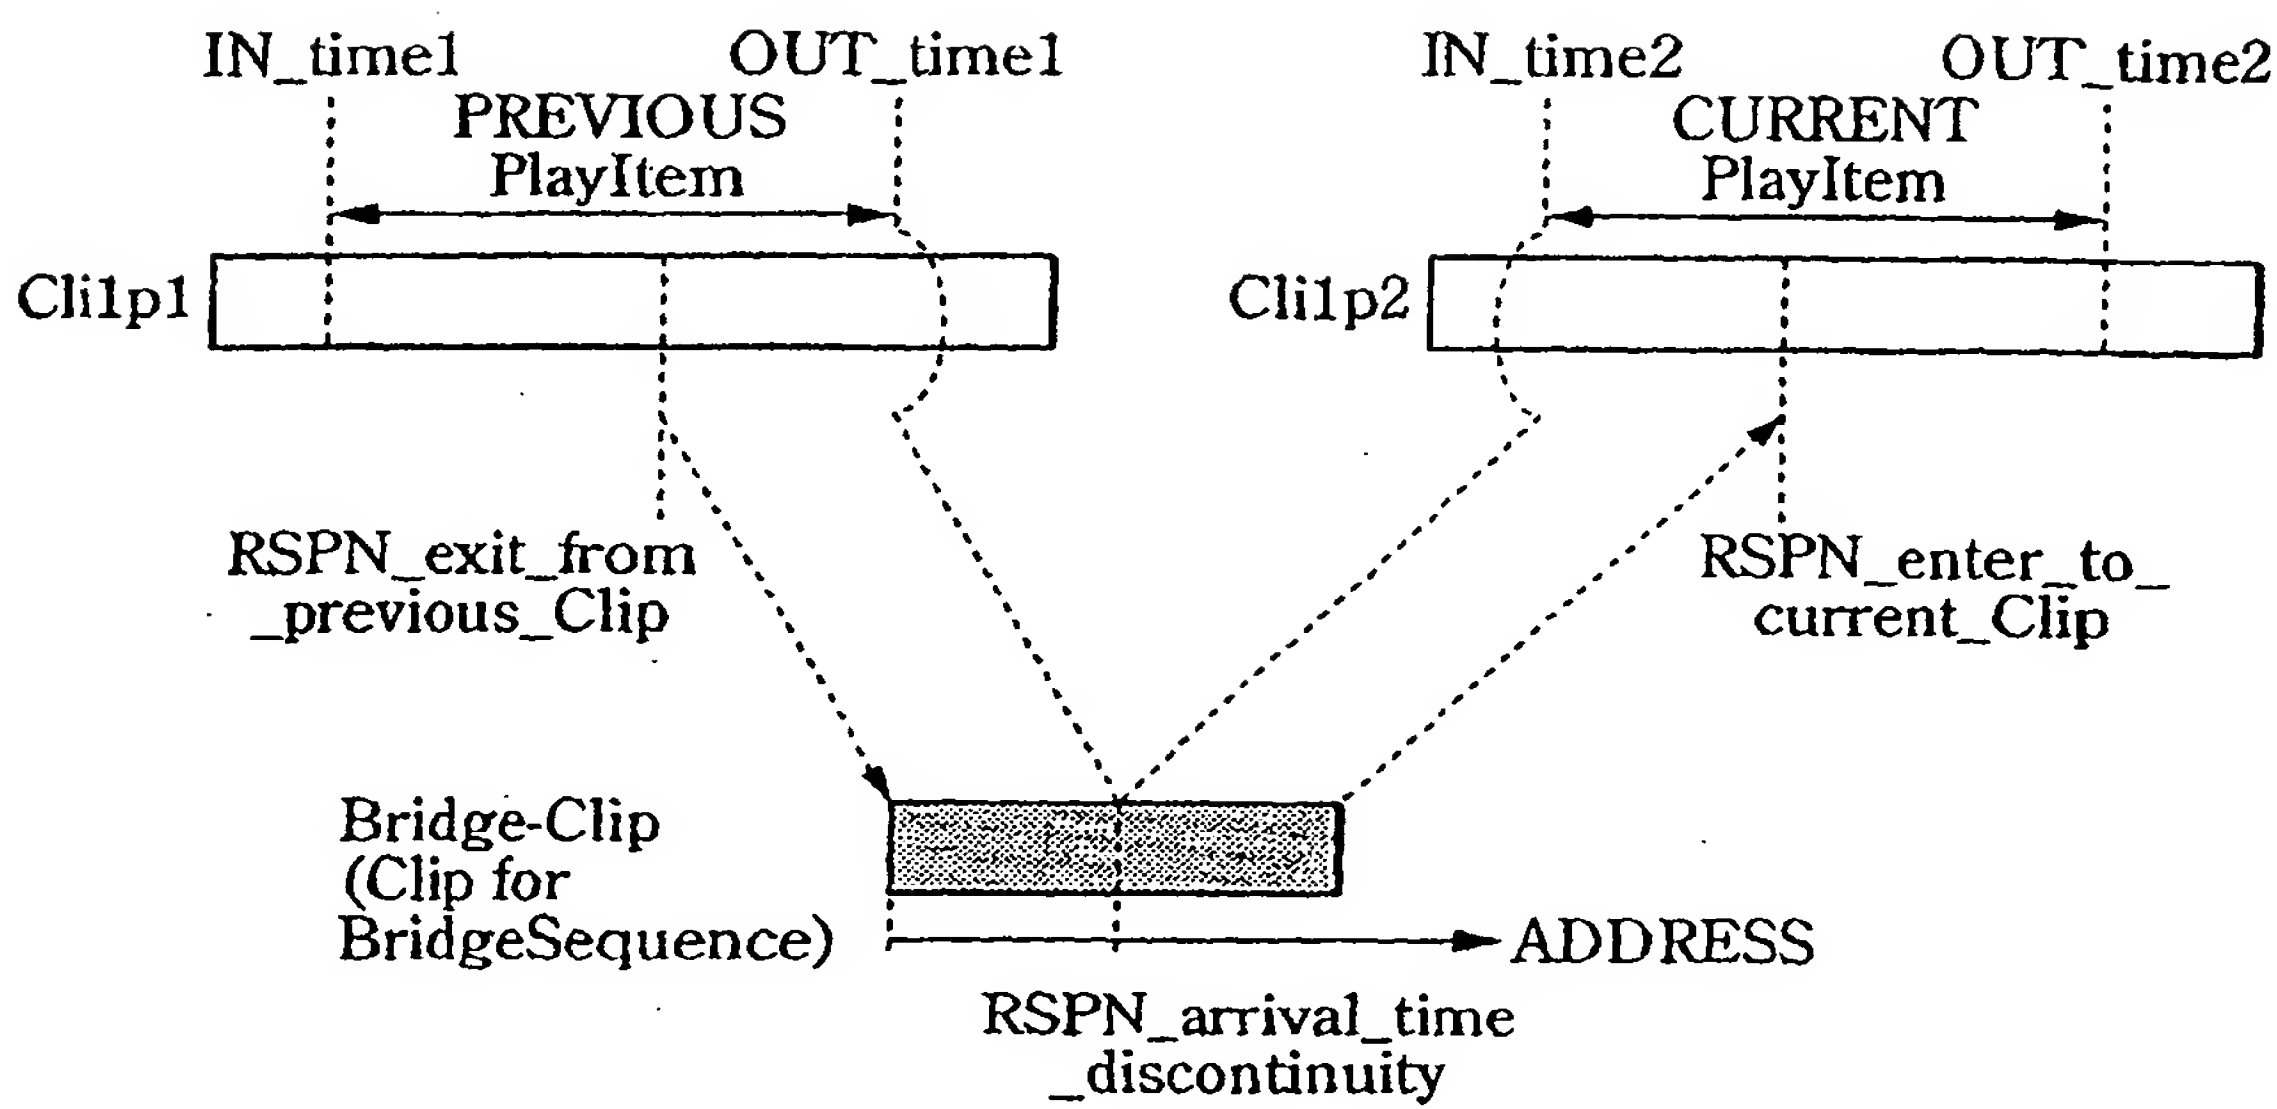 IN_time1 OUT_time1 IN_time2 OUT_time2
PREVIOUS CURRENT
PlayItem PlayItem
Cli1p1 Cli1p2
RSPN_exit_from RSPN_enter_to_
_previous_Clip current_Clip
Bridge-Clip
(Clip for
BridgeSequence) ADDRESS
RSPN_arrival_time
_discontinuity